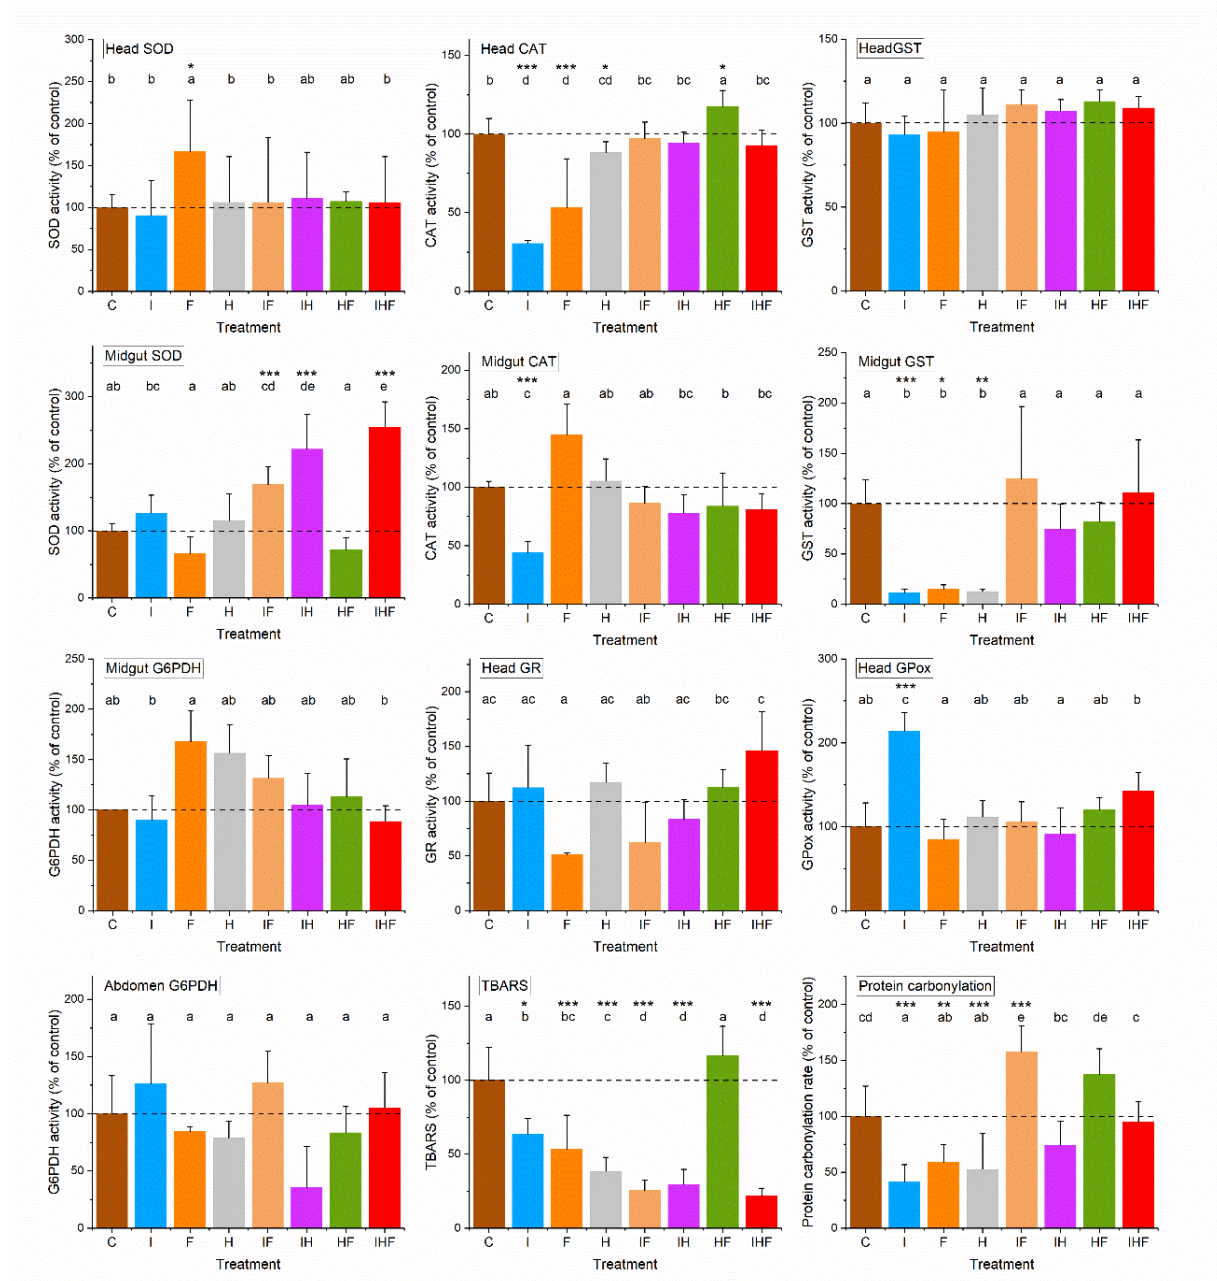 Head SOD
SOD activity (% of control)
300
250
200
150
100
50
0
*
b b a b b ab ab b
C I F H IF IH HF IHF
Treatment
Head CAT
CAT activity (% of control)
150
100
50
0
*** *** * *
b d d cd bc bc a bc
C I F H IF IH HF IHF
Treatment
HeadGST
GST activity (% of control)
150
100
50
0
a a a a a a a a
C I F H IF IH HF IHF
Treatment
Midgut SOD
SOD activity (% of control)
300
200
100
0
*** *** ***
ab bc a ab cd de a e
C I F H IF IH HF IHF
Treatment
Midgut CAT
CAT activity (% of control)
200
150
100
50
0
***
ab c a ab ab bc b bc
C I F H IF IH HF IHF
Treatment
Midgut GST
GST activity (% of control)
250
200
150
100
50
0
*** * **
a b b b a a a a
C I F H IF IH HF IHF
Treatment
Midgut G6PDH
G6PDH activity (% of control)
250
200
150
100
50
0
ab b a ab ab ab ab b
C I F H IF IH HF IHF
Treatment
Head GR
GR activity (% of control)
200
150
100
50
0
ac ac a ac ac ac bc c
C I F H IF IH HF IHF
Treatment
Head GPox
GPox activity (% of control)
300
200
100
0
***
ab c a ab ab a ab b
C I F H IF IH HF IHF
Treatment
Abdomen G6PDH
G6PDH activity (% of control)
200
150
100
50
0
a a a a a a a a
C I F H IF IH HF IHF
Treatment
TBARS
TBARS (% of control)
150
100
50
0
* *** *** *** *** ***
a b bc c d d a d
C I F H IF IH HF IHF
Treatment
Protein carbonylation
Protein carbonylation rate (% of control)
200
150
100
50
0
*** ** *** ***
cd a ab ab e bc de c
C I F H IF IH HF IHF
Treatment